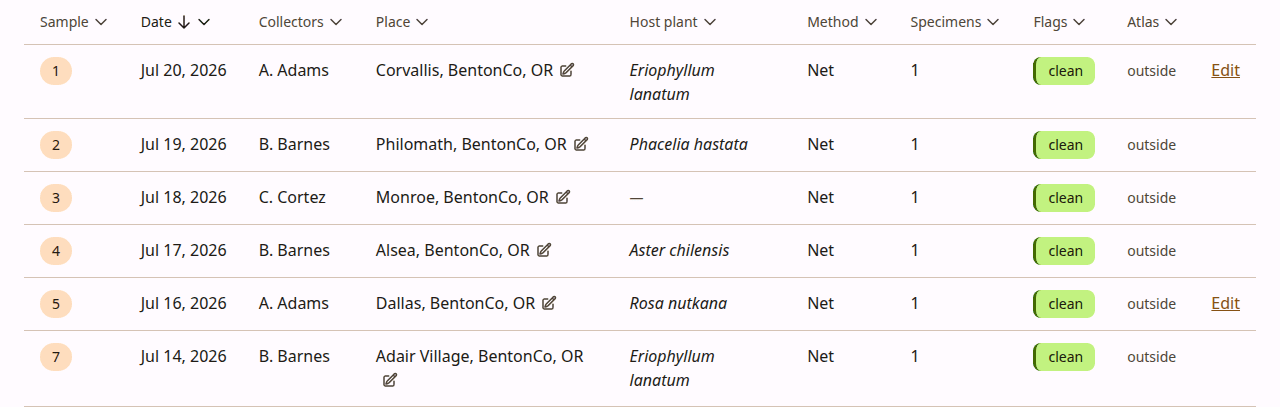 Sample Date Collectors Place Host plant Method Specimens Flags Atlas
1 Jul 20, 2026 A. Adams Corvallis, BentonCo, OR Eriophyllum lanatum Net 1 clean outside Edit
2 Jul 19, 2026 B. Barnes Philomath, BentonCo, OR Phacelia hastata Net 1 clean outside
3 Jul 18, 2026 C. Cortez Monroe, BentonCo, OR — Net 1 clean outside
4 Jul 17, 2026 B. Barnes Alsea, BentonCo, OR Aster chilensis Net 1 clean outside
5 Jul 16, 2026 A. Adams Dallas, BentonCo, OR Rosa nutkana Net 1 clean outside Edit
7 Jul 14, 2026 B. Barnes Adair Village, BentonCo, OR Eriophyllum lanatum Net 1 clean outside